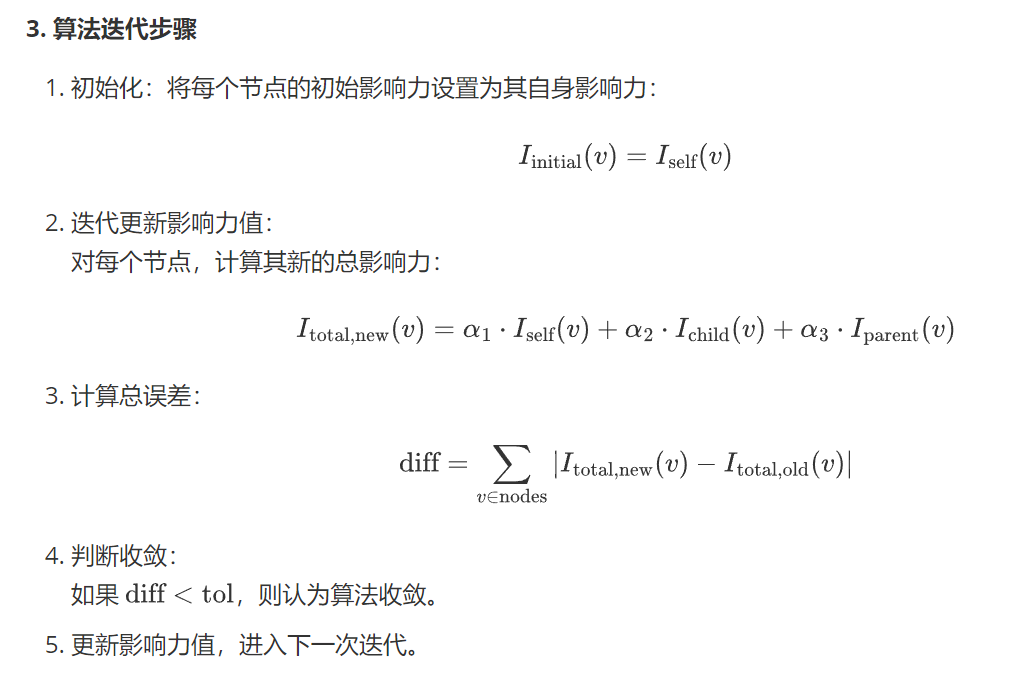 3. 算法迭代步骤
1. 初始化：将每个节点的初始影响力设置为其自身影响力：
I_initial(v) = I_self(v)
2. 迭代更新影响力值：
对每个节点，计算其新的总影响力：
I_total,new(v) = α₁ · I_self(v) + α₂ · I_child(v) + α₃ · I_parent(v)
3. 计算总误差：
diff = ∑_{v∈nodes} |I_total,new(v) − I_total,old(v)|
4. 判断收敛：
如果 diff < tol，则认为算法收敛。
5. 更新影响力值，进入下一次迭代。